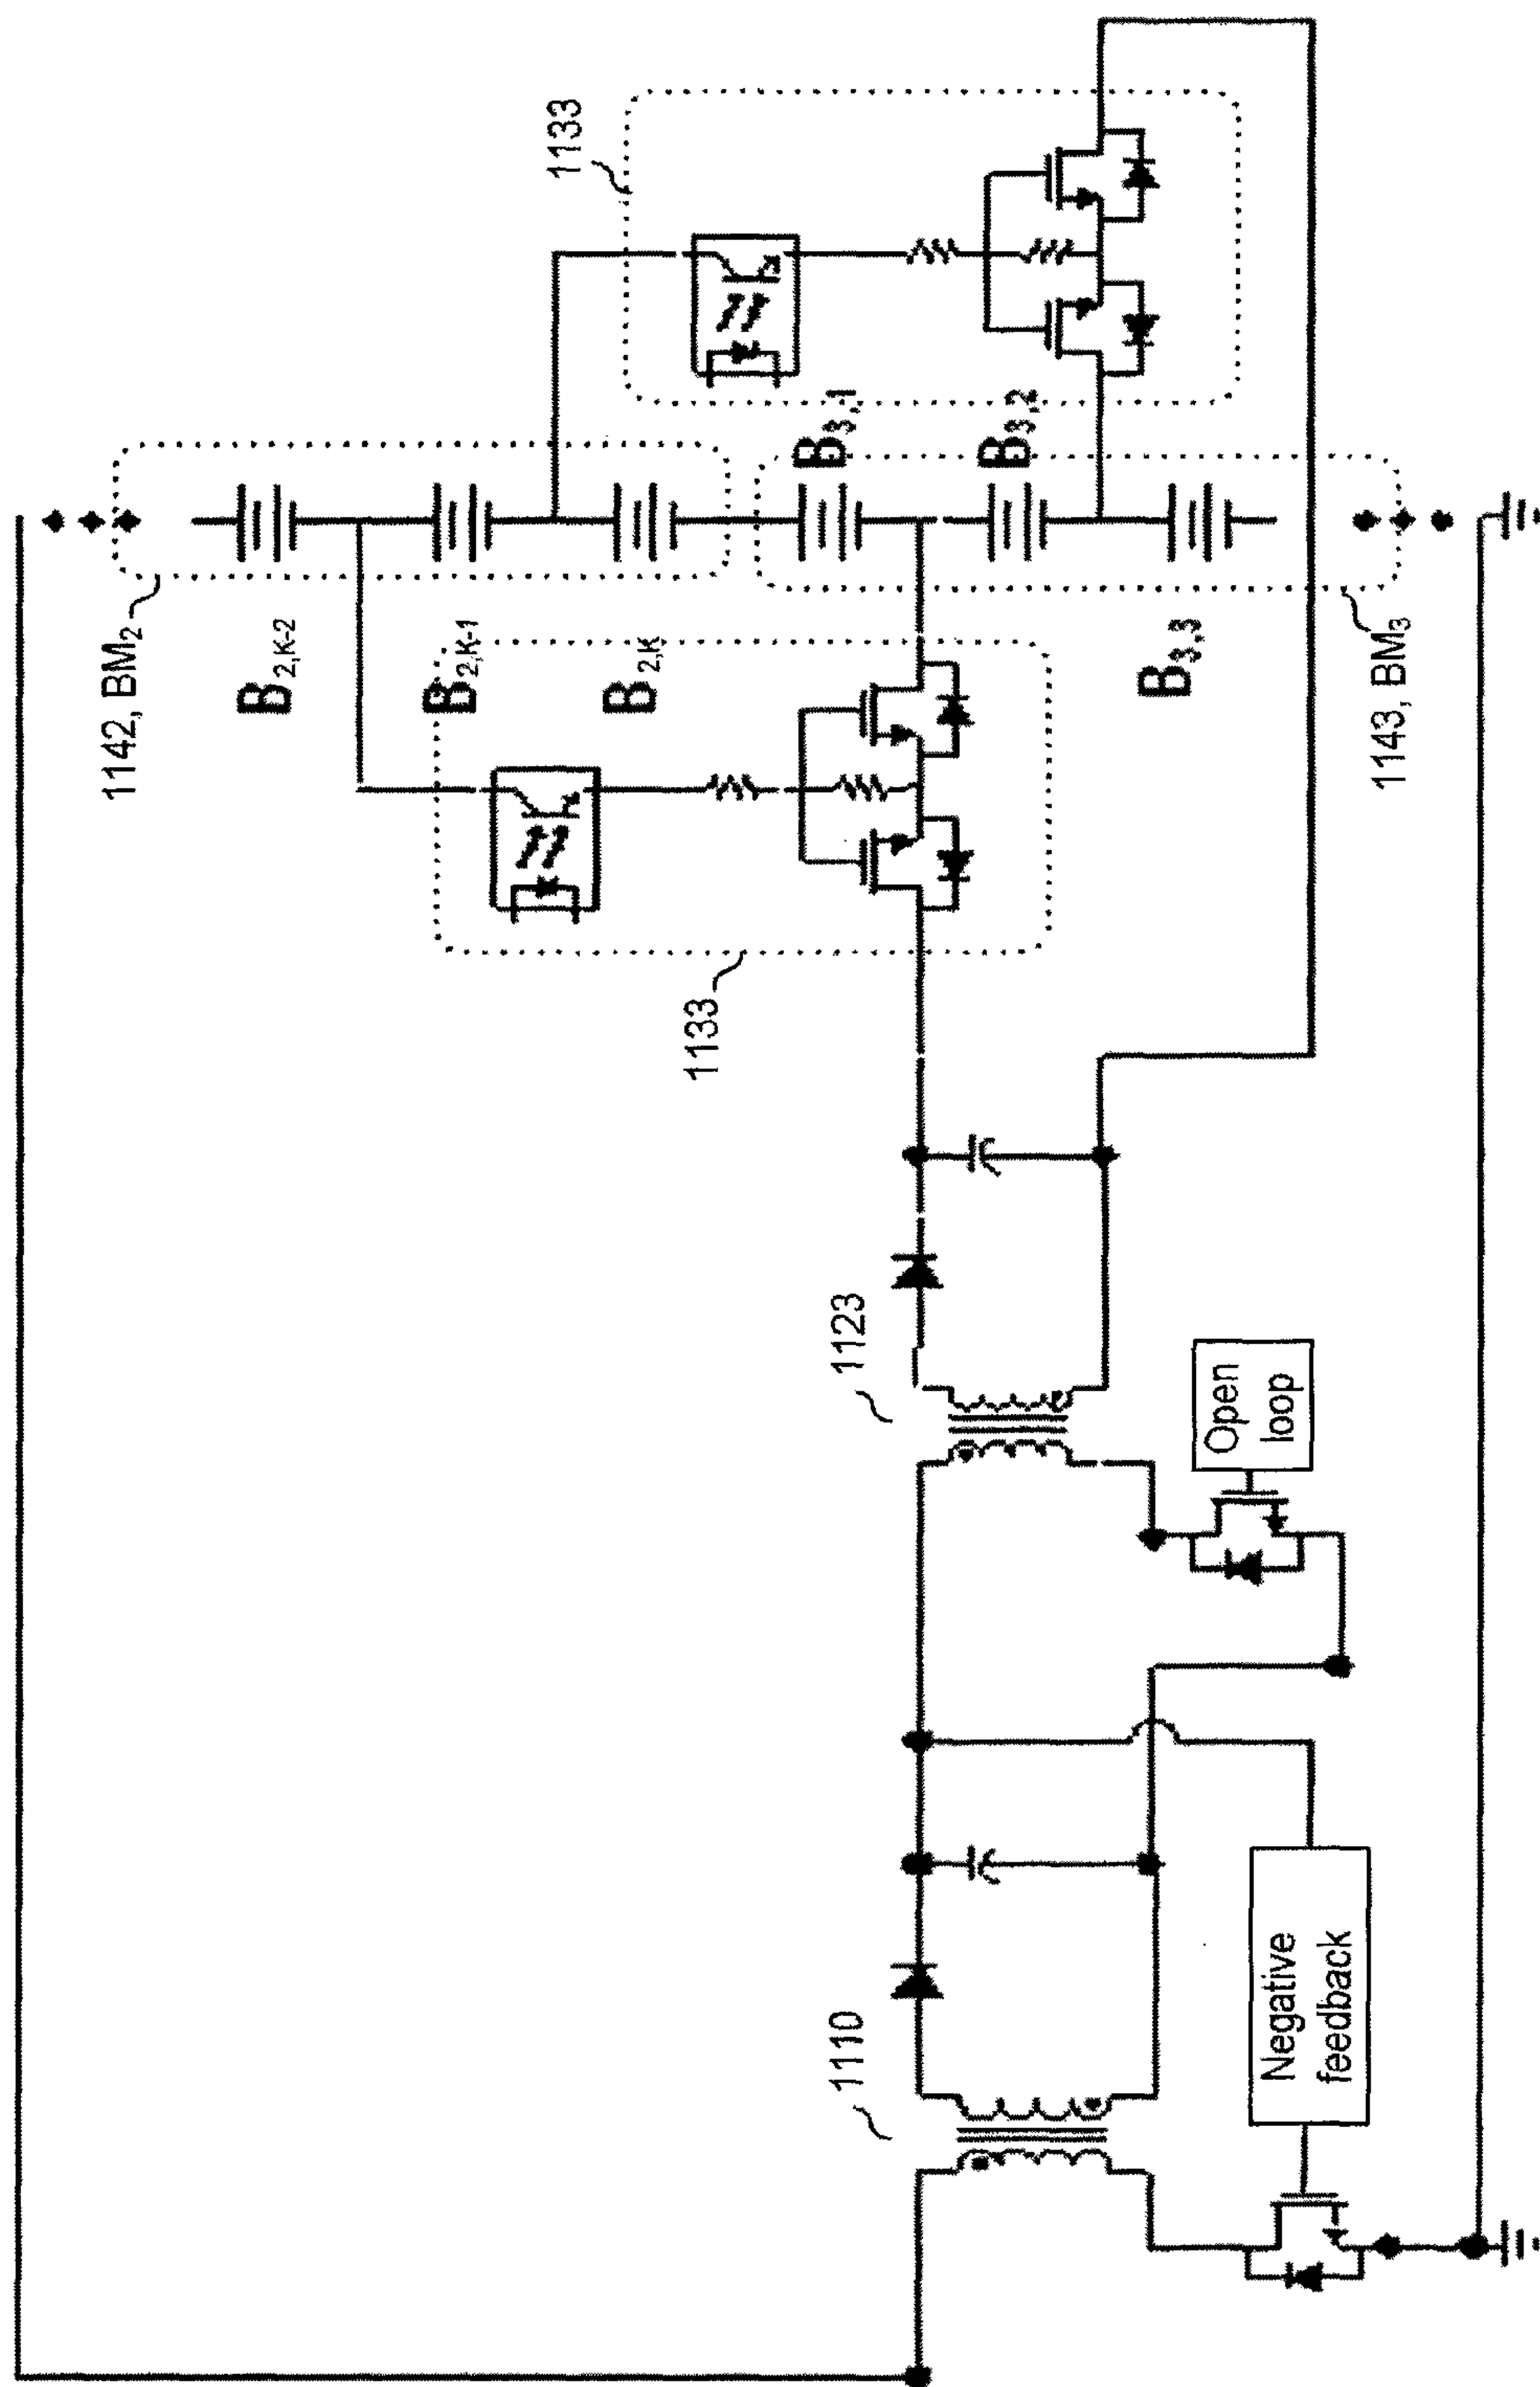 1142, BM₂
B₂,K-2
B₂,K-1
B₂,K
1133
B₃,1
B₃,2
B₃,3
1143, BM₃
1133
1123
Open
loop
1110
Negative
feedback